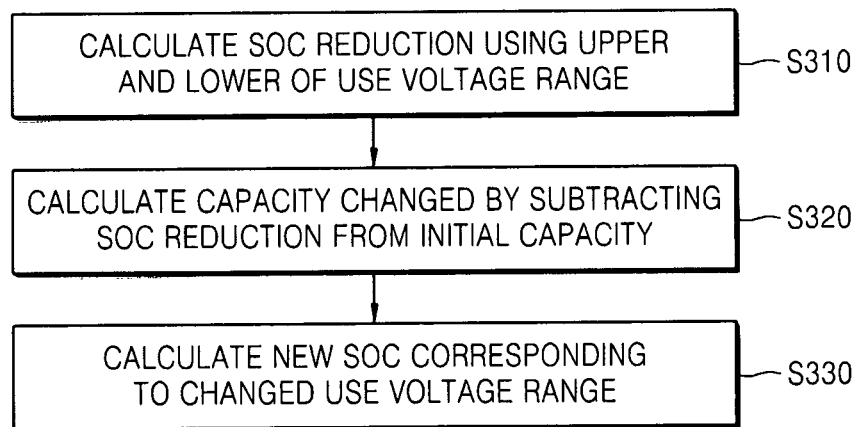 CALCULATE SOC REDUCTION USING UPPER
AND LOWER OF USE VOLTAGE RANGE
S310
CALCULATE CAPACITY CHANGED BY SUBTRACTING
SOC REDUCTION FROM INITIAL CAPACITY
S320
CALCULATE NEW SOC CORRESPONDING
TO CHANGED USE VOLTAGE RANGE
S330